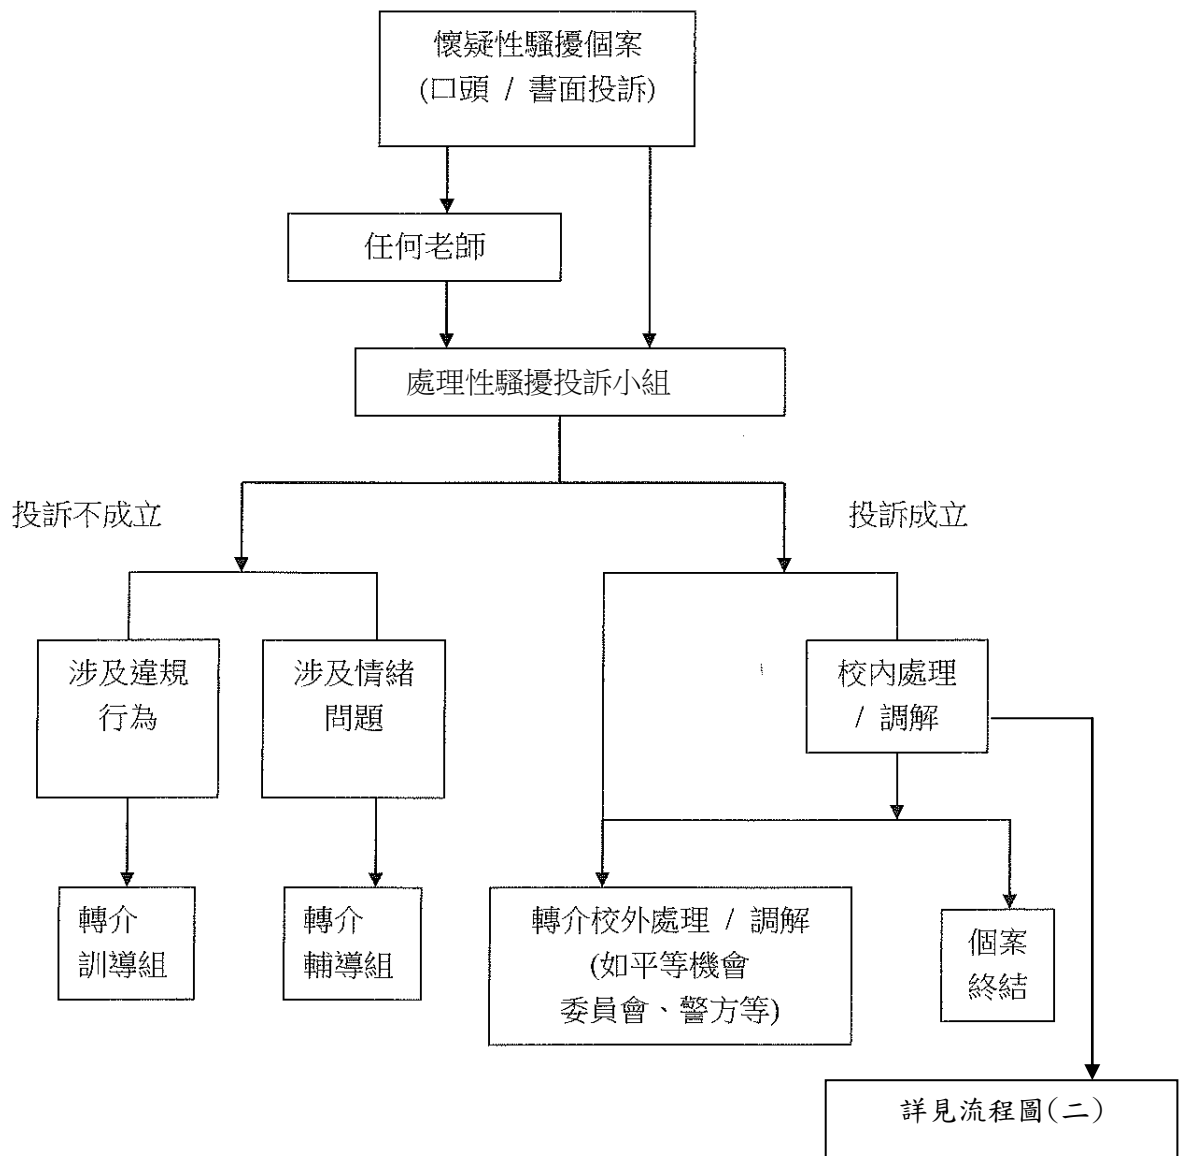 懷疑性騷擾個案
(口頭 / 書面投訴)
任何老師
處理性騷擾投訴小組
投訴不成立
投訴成立
涉及違規
行為
涉及情緒
問題
校內處理
/ 調解
轉介
訓導組
轉介
輔導組
轉介校外處理 / 調解
(如平等機會
委員會、警方等)
個案
終結
詳見流程圖(二)